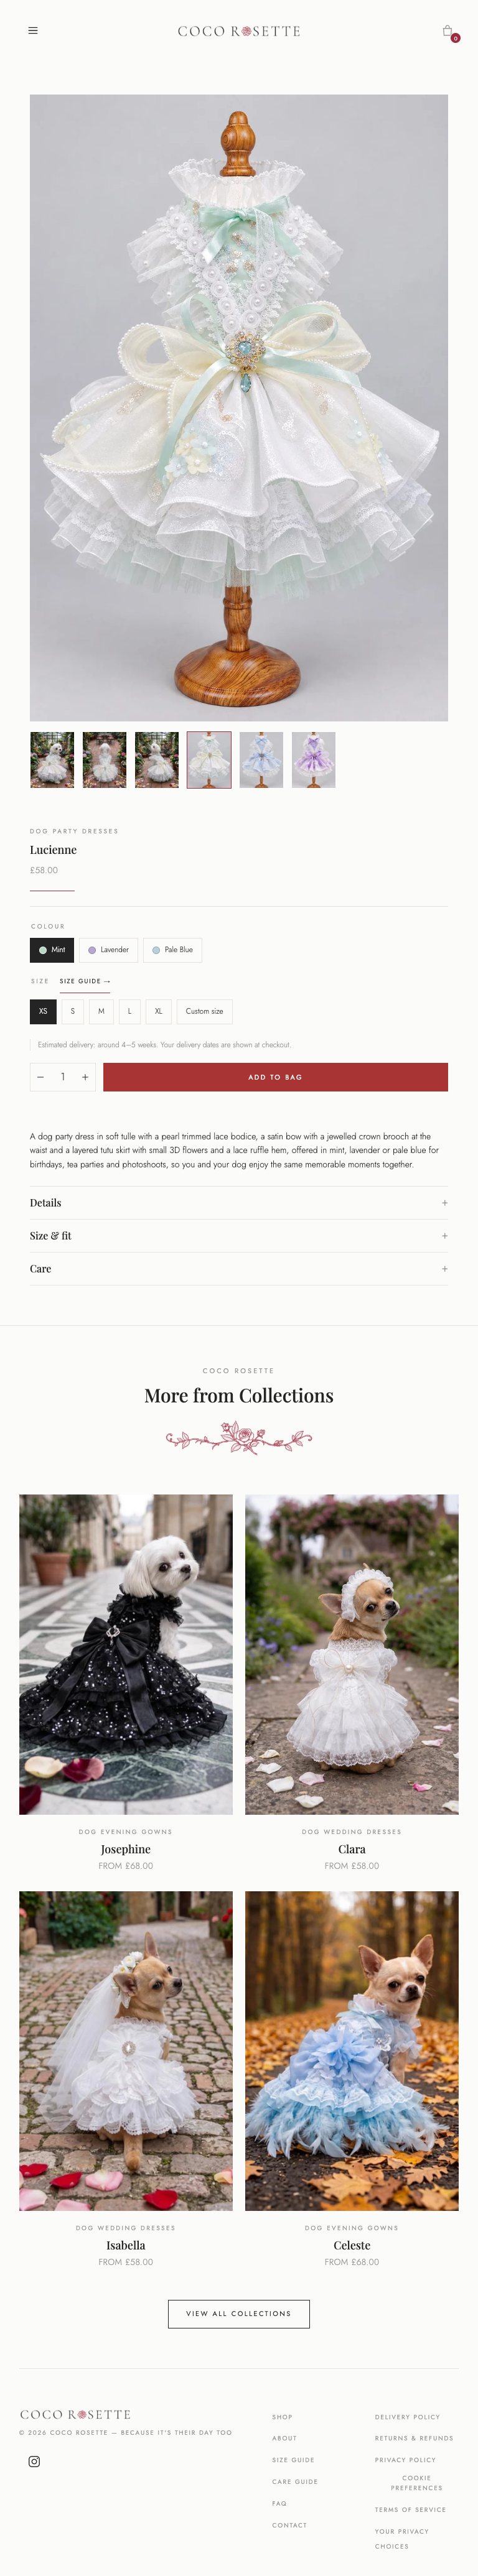 COCO ROSETTE
0
DOG PARTY DRESSES
Lucienne
£58.00
COLOUR
Mint
Lavender
Pale Blue
SIZE
SIZE GUIDE →
XS
S
M
L
XL
Custom size
Estimated delivery: around 4–5 weeks. Your delivery dates are shown at checkout.
− 1 +
ADD TO BAG
A dog party dress in soft tulle with a pearl trimmed lace bodice, a satin bow with a jewelled crown brooch at the
waist and a layered tutu skirt with small 3D flowers and a lace ruffle hem, offered in mint, lavender or pale blue for
birthdays, tea parties and photoshoots, so you and your dog enjoy the same memorable moments together.
Details +
Size & fit +
Care +
COCO ROSETTE
More from Collections
DOG EVENING GOWNS
Josephine
FROM £68.00
DOG WEDDING DRESSES
Clara
FROM £58.00
DOG WEDDING DRESSES
Isabella
FROM £58.00
DOG EVENING GOWNS
Celeste
FROM £68.00
VIEW ALL COLLECTIONS
COCO ROSETTE
© 2026 COCO ROSETTE — BECAUSE IT'S THEIR DAY TOO
SHOP
ABOUT
SIZE GUIDE
CARE GUIDE
FAQ
CONTACT
DELIVERY POLICY
RETURNS & REFUNDS
PRIVACY POLICY
COOKIE
PREFERENCES
TERMS OF SERVICE
YOUR PRIVACY
CHOICES